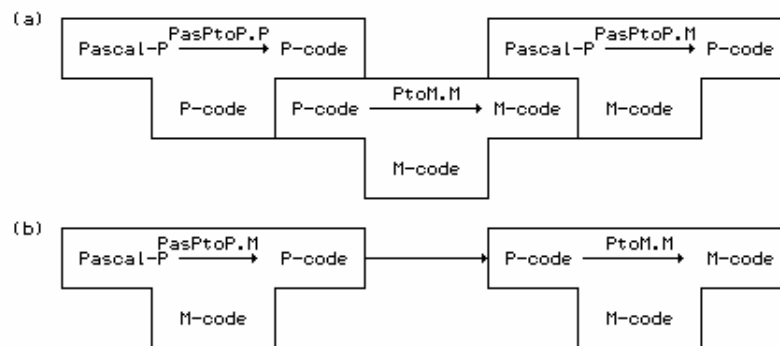 (a)
PasPtoP.P PasPtoP.M
Pascal-P P-code Pascal-P P-code
PtoM.M
P-code P-code M-code M-code
M-code
(b)
PasPtoP.M PtoM.M
Pascal-P P-code P-code M-code
M-code M-code